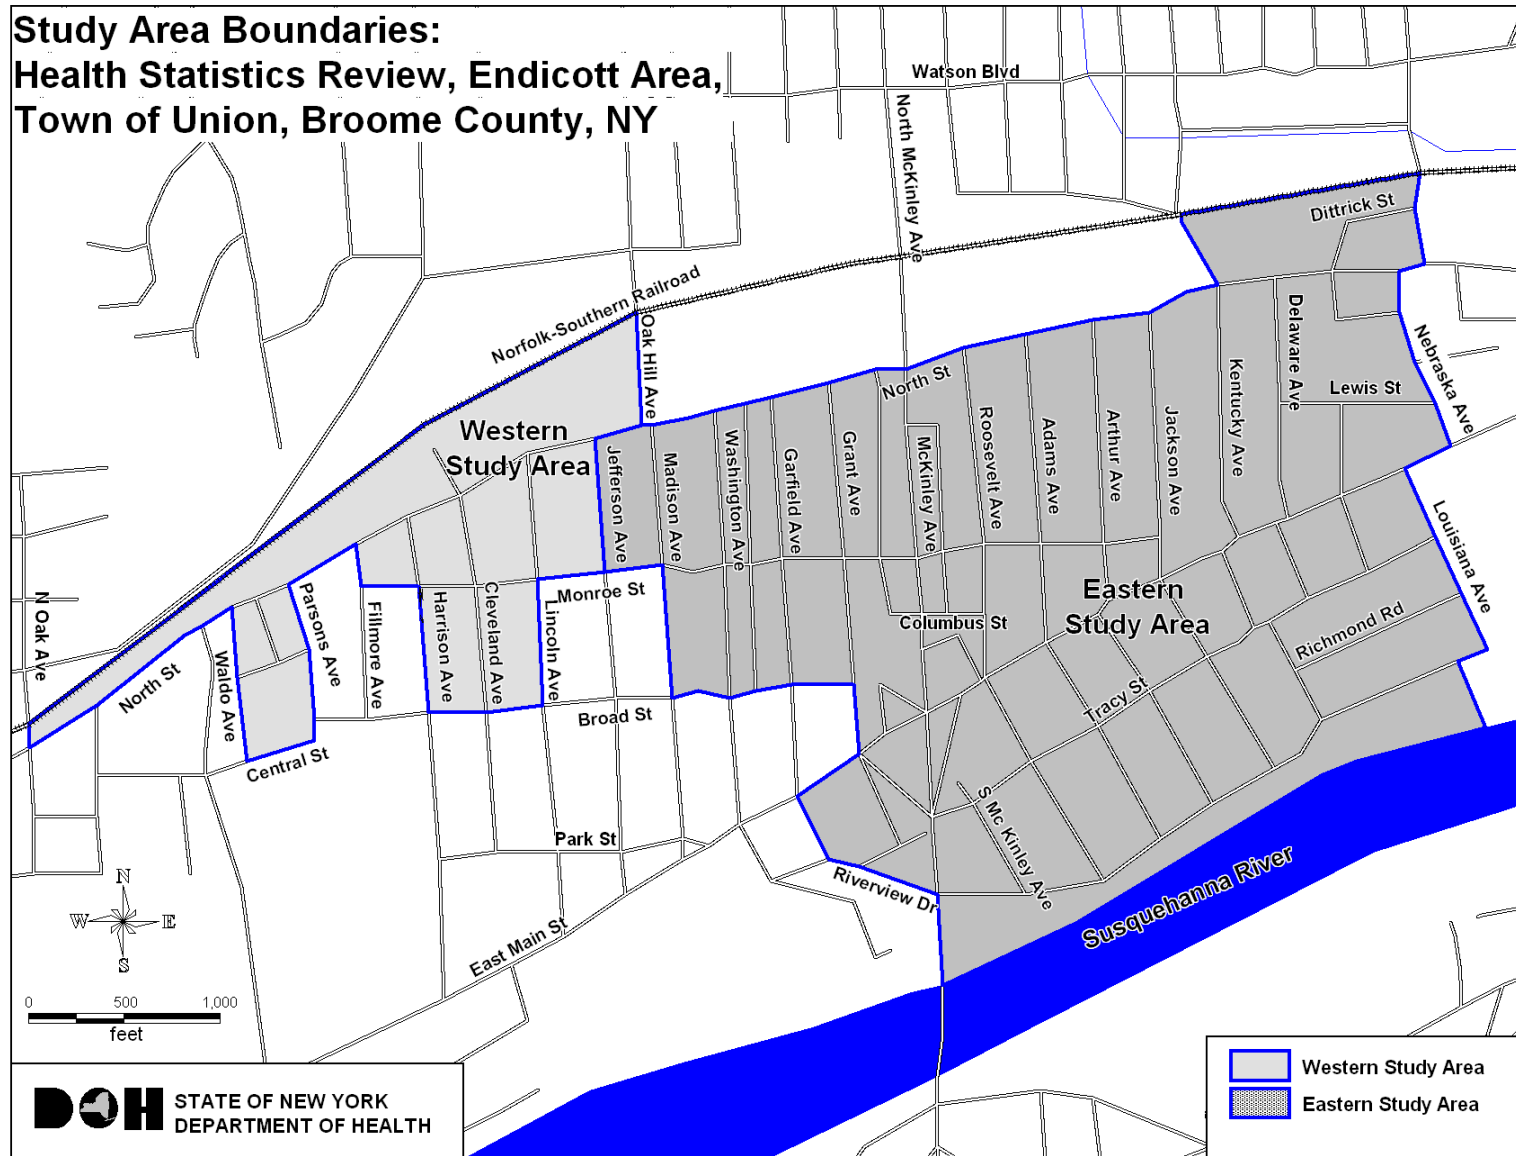 Study Area Boundaries:
Health Statistics Review, Endicott Area,
Town of Union, Broome County, NY
Watson Blvd
North McKinley Ave
Dittrick St
Norfolk-Southern Railroad
Oak Hill Ave
Delaware Ave
Nebraska Ave
North St
Lewis St
Kentucky Ave
Western
Study Area
Jefferson Ave
Madison Ave
Washington Ave
Garfield Ave
Grant Ave
McKinley Ave
Roosevelt Ave
Adams Ave
Arthur Ave
Jackson Ave
Louisiana Ave
N Oak Ave
North St
Waldo Ave
Parsons Ave
Fillmore Ave
Harrison Ave
Cleveland Ave
Lincoln Ave
Monroe St
Columbus St
Eastern
Study Area
Richmond Rd
Tracy St
Broad St
Central St
Park St
S Mc Kinley Ave
Riverview Dr
East Main St
Susquehanna River
N
W
E
S
0 500 1,000
feet
DOH
STATE OF NEW YORK
DEPARTMENT OF HEALTH
Western Study Area
Eastern Study Area